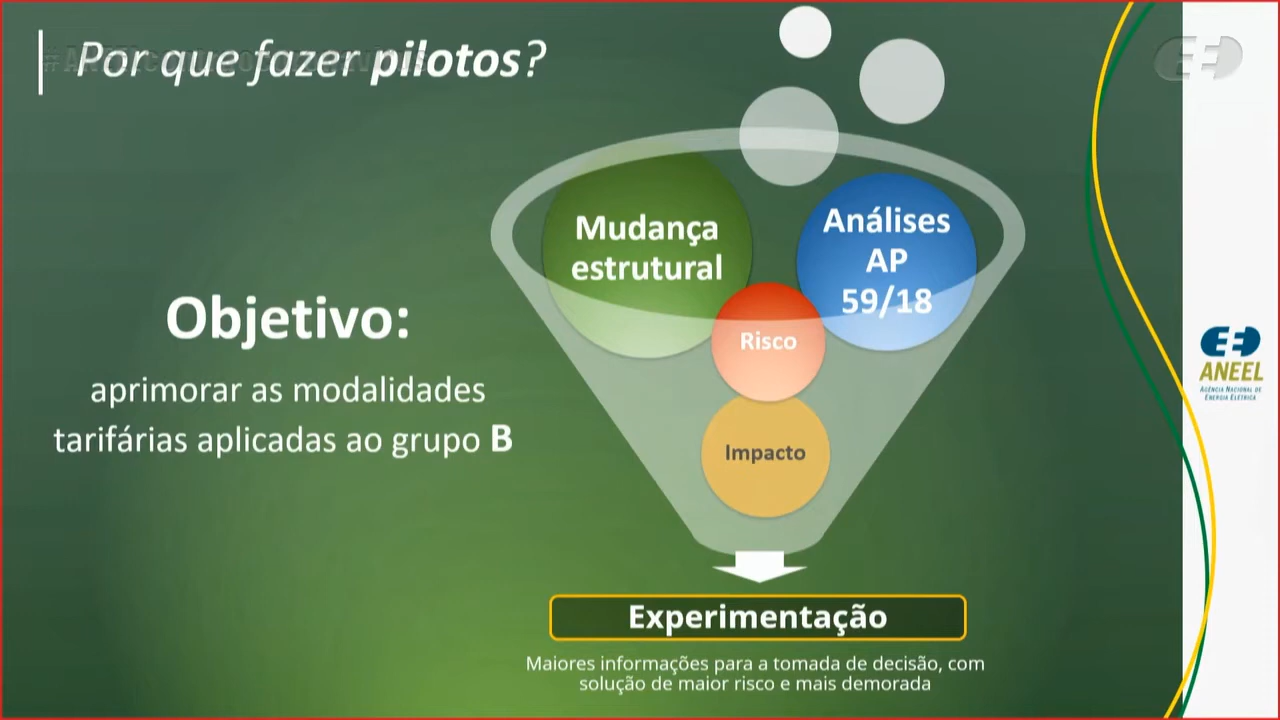 Por que fazer pilotos?
Mudança
estrutural
Análises
AP
59/18
Risco
Impacto
Objetivo:
aprimorar as modalidades
tarifárias aplicadas ao grupo B
Experimentação
Maiores informações para a tomada de decisão, com
solução de maior risco e mais demorada
ANEEL
AGÊNCIA NACIONAL DE
ENERGIA ELÉTRICA